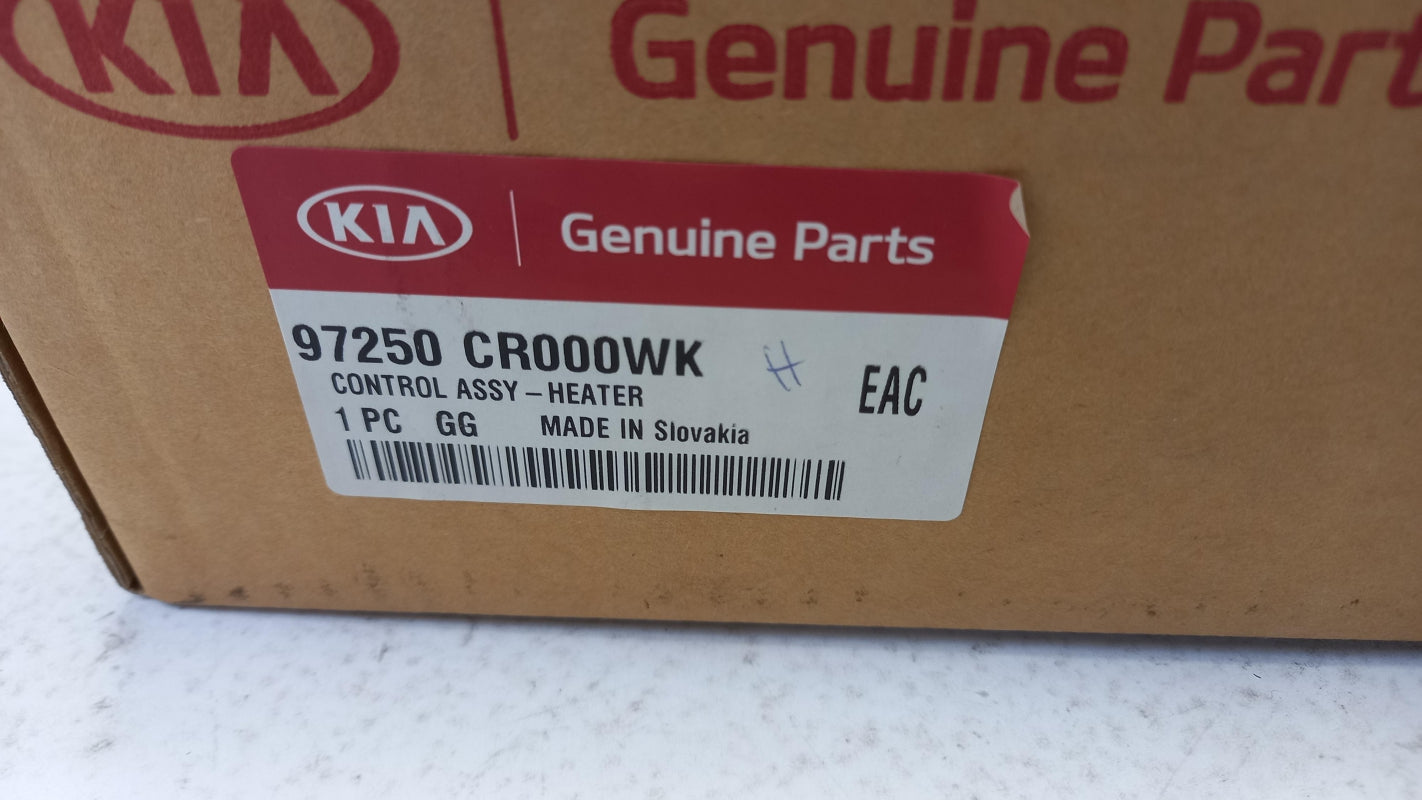 KIA Genuine Part
KIA Genuine Parts
97250 CR000WK H EAC
CONTROL ASSY – HEATER
1 PC GG MADE IN Slovakia